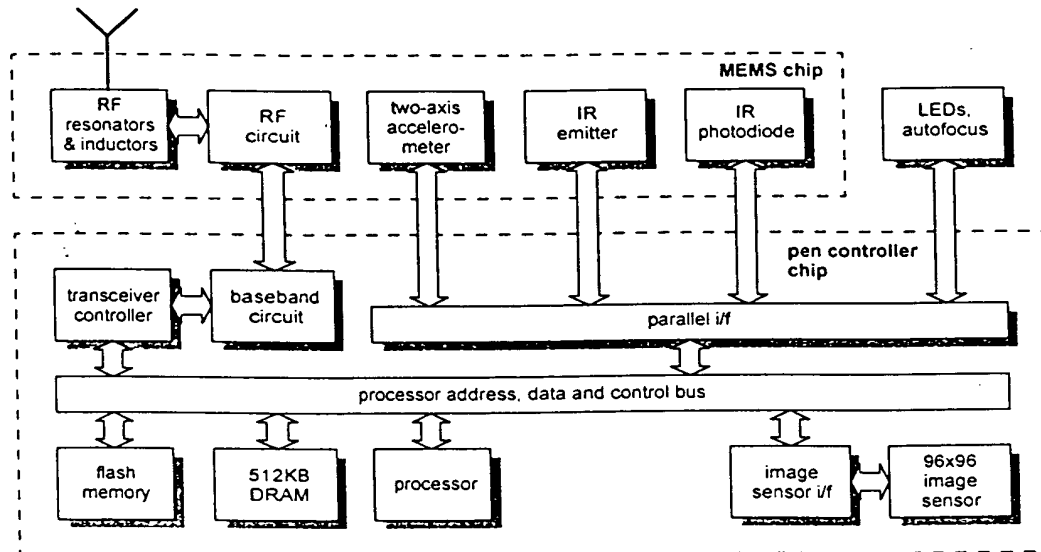 MEMS chip
RF
resonators
& inductors
RF
circuit
two-axis
accelero-
meter
IR
emitter
IR
photodiode
LEDs,
autofocus
pen controller
chip
transceiver
controller
baseband
circuit
parallel i/f
processor address, data and control bus
flash
memory
512KB
DRAM
processor
image
sensor i/f
96x96
image
sensor